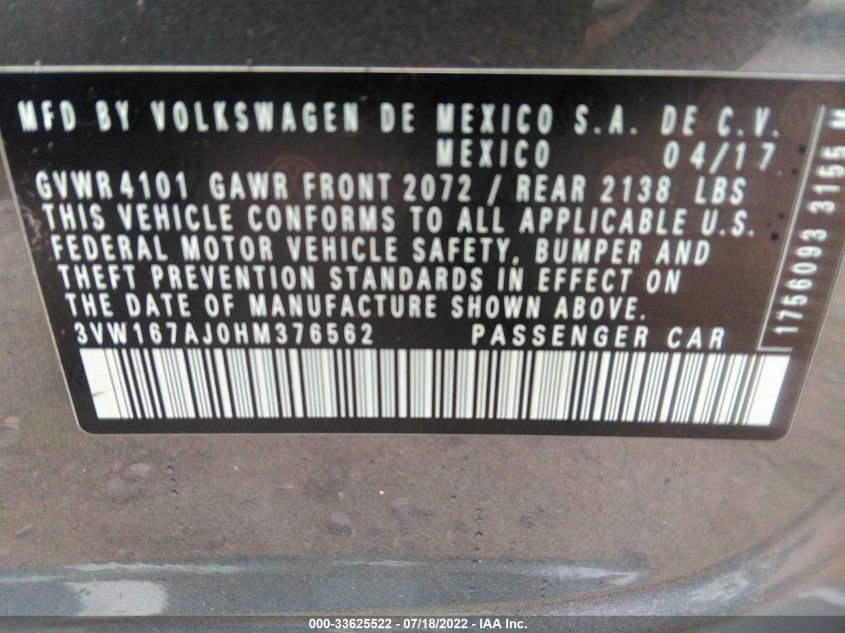 MFD BY VOLKSWAGEN DE MEXICO S.A. DE C.V.
MEXICO 04/17
GVWR 4101 GAWR FRONT 2072 / REAR 2138 LBS
THIS VEHICLE CONFORMS TO ALL APPLICABLE U.S.
FEDERAL MOTOR VEHICLE SAFETY, BUMPER AND
THEFT PREVENTION STANDARDS IN EFFECT ON
THE DATE OF MANUFACTURE SHOWN ABOVE.
3VW167AJ0HM376562 PASSENGER CAR
1756093 3155 M
000-33625522 - 07/18/2022 - IAA Inc.